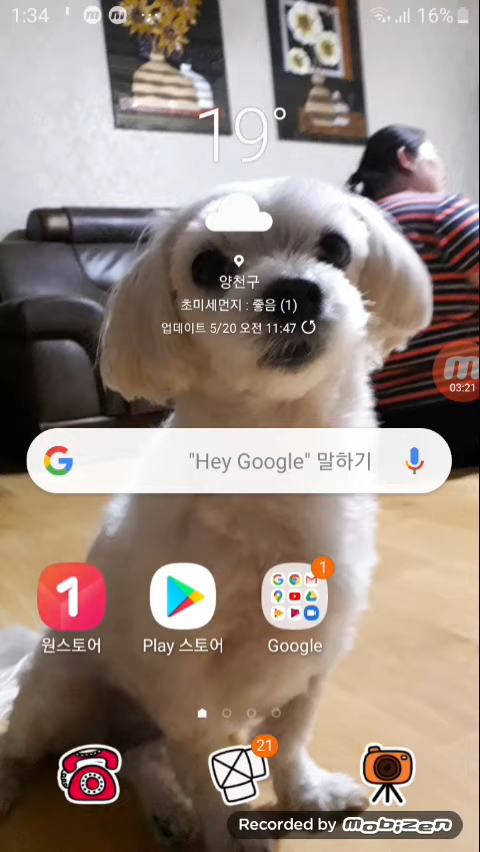 1:34
16%
19°
양천구
초미세먼지 : 좋음 (1)
업데이트 5/20 오전 11:47
03:21
"Hey Google" 말하기
1
원스토어
Play 스토어
Google
21
Recorded by mobizen